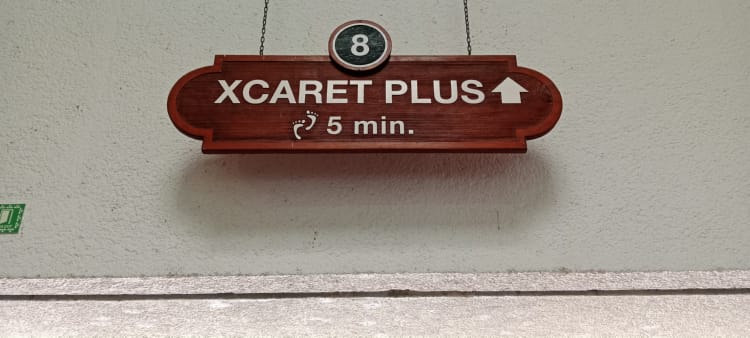 8
XCARET PLUS
5 min.